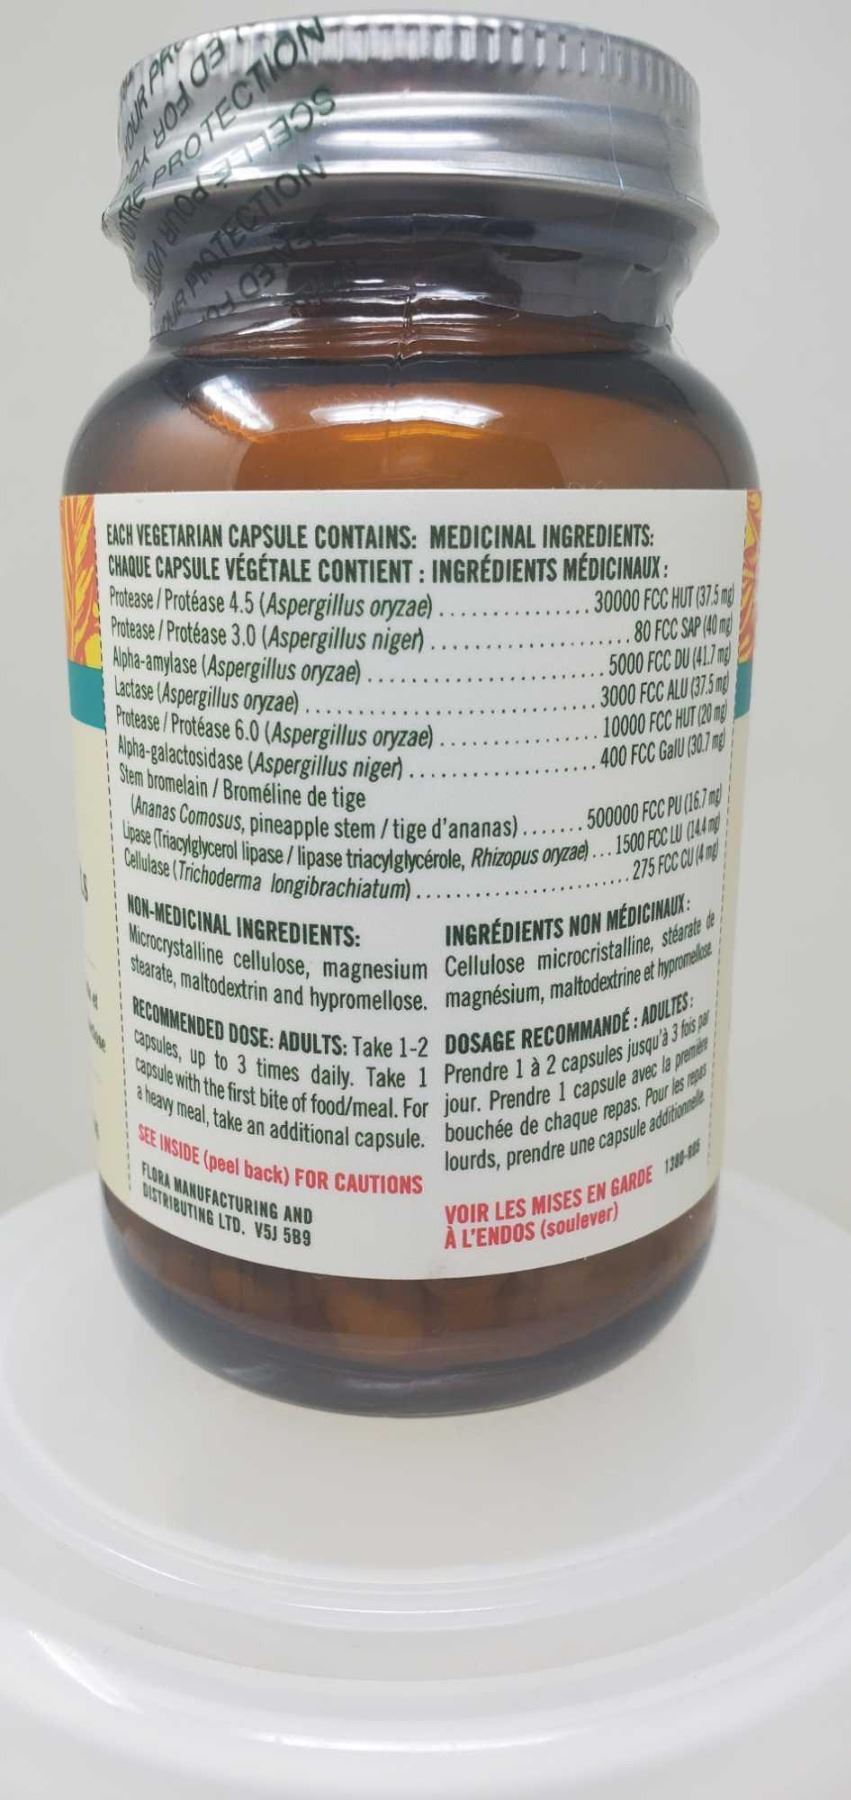 YOUR PROTECTION
SCELLÉ POUR
PROTECTION
EACH VEGETARIAN CAPSULE CONTAINS: MEDICINAL INGREDIENTS:
CHAQUE CAPSULE VÉGÉTALE CONTIENT : INGRÉDIENTS MÉDICINAUX :
Protease / Protéase 4.5 (Aspergillus oryzae) ................ 30000 FCC HUT (37.5 mg)
Protease / Protéase 3.0 (Aspergillus niger) ..................... 80 FCC SAP (40 mg)
Alpha-amylase (Aspergillus oryzae) ......................... 5000 FCC DU (41.7 mg)
Lactase (Aspergillus oryzae) ............................... 3000 FCC ALU (37.5 mg)
Protease / Protéase 6.0 (Aspergillus oryzae) ................ 10000 FCC HUT (20 mg)
Alpha-galactosidase (Aspergillus niger) ................... 400 FCC GalU (30.7 mg)
Stem bromelain / Broméline de tige
(Ananas Comosus, pineapple stem / tige d'ananas) ....... 500000 FCC PU (16.7 mg)
Lipase (Triacylglycerol lipase / lipase triacylglycérole, Rhizopus oryzae) ... 1500 FCC LU (14.4 mg)
Cellulase (Trichoderma longibrachiatum) ........................ 275 FCC CU (4 mg)
NON-MEDICINAL INGREDIENTS:
Microcrystalline cellulose, magnesium
stearate, maltodextrin and hypromellose.
RECOMMENDED DOSE: ADULTS: Take 1-2
capsules, up to 3 times daily. Take 1
capsule with the first bite of food/meal. For
a heavy meal, take an additional capsule.
SEE INSIDE (peel back) FOR CAUTIONS
FLORA MANUFACTURING AND
DISTRIBUTING LTD. V5J 5B9
INGRÉDIENTS NON MÉDICINAUX :
Cellulose microcristalline, stéarate de
magnésium, maltodextrine et hypromellose.
DOSAGE RECOMMANDÉ : ADULTES :
Prendre 1 à 2 capsules jusqu'à 3 fois par
jour. Prendre 1 capsule avec la première
bouchée de chaque repas. Pour les repas
lourds, prendre une capsule additionnelle.
VOIR LES MISES EN GARDE
À L'ENDOS (soulever)